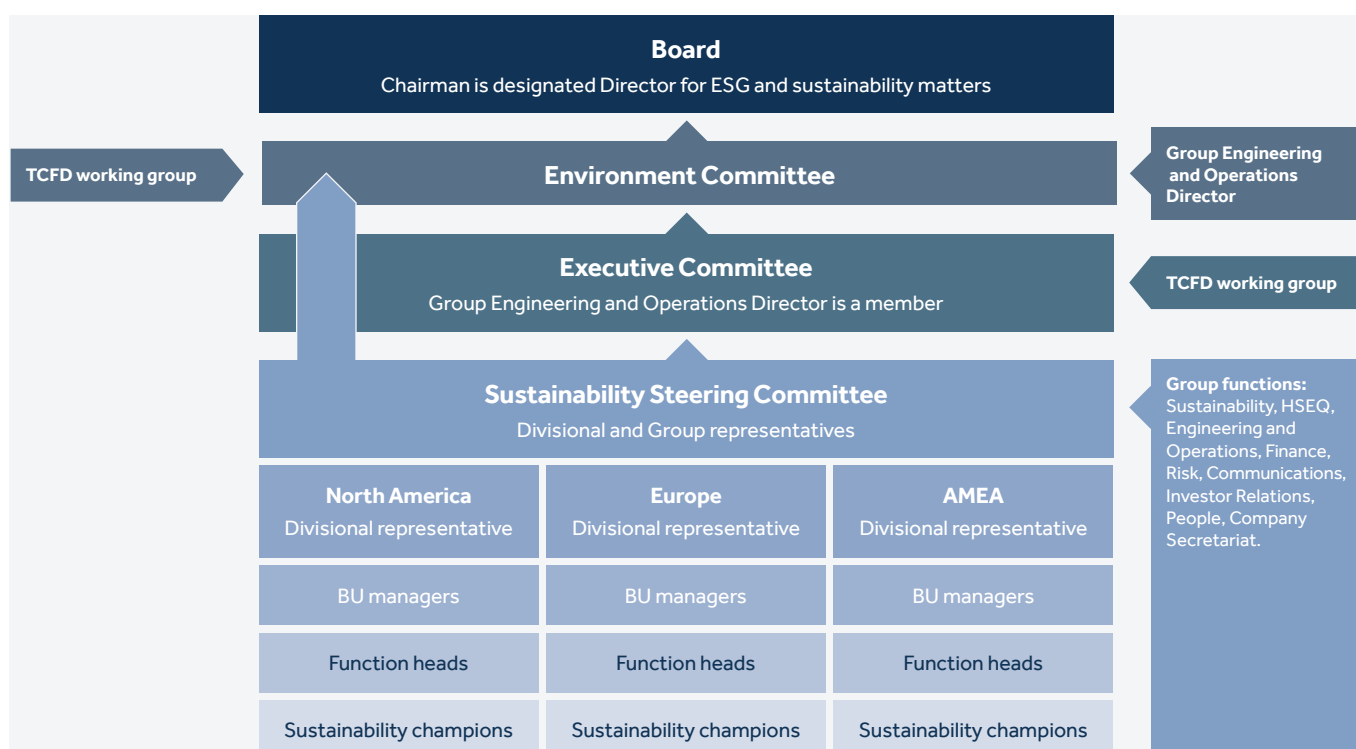 Board
Chairman is designated Director for ESG and sustainability matters
TCFD working group
Environment Committee
Group Engineering
and Operations
Director
Executive Committee
Group Engineering and Operations Director is a member
TCFD working group
Sustainability Steering Committee
Divisional and Group representatives
Group functions:
Sustainability, HSEQ,
Engineering and
Operations, Finance,
Risk, Communications,
Investor Relations,
People, Company
Secretariat.
North America
Divisional representative
Europe
Divisional representative
AMEA
Divisional representative
BU managers
BU managers
BU managers
Function heads
Function heads
Function heads
Sustainability champions
Sustainability champions
Sustainability champions